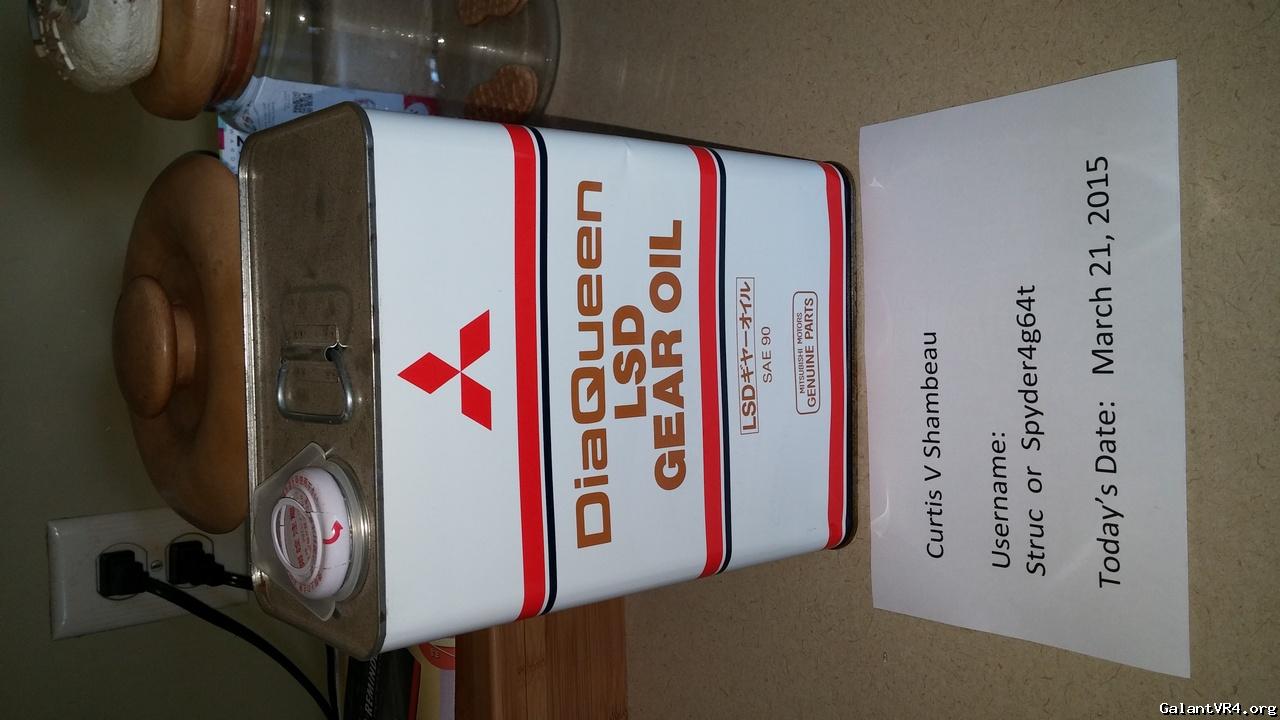 DiaQueen
LSD
GEAR OIL
LSDギヤーオイル
SAE 90
MITSUBISHI MOTORS
GENUINE PARTS
Curtis V Shambeau
Username:
Struc or Spyder4g64t
Today's Date: March 21, 2015
REMIND
GalantVR4.org